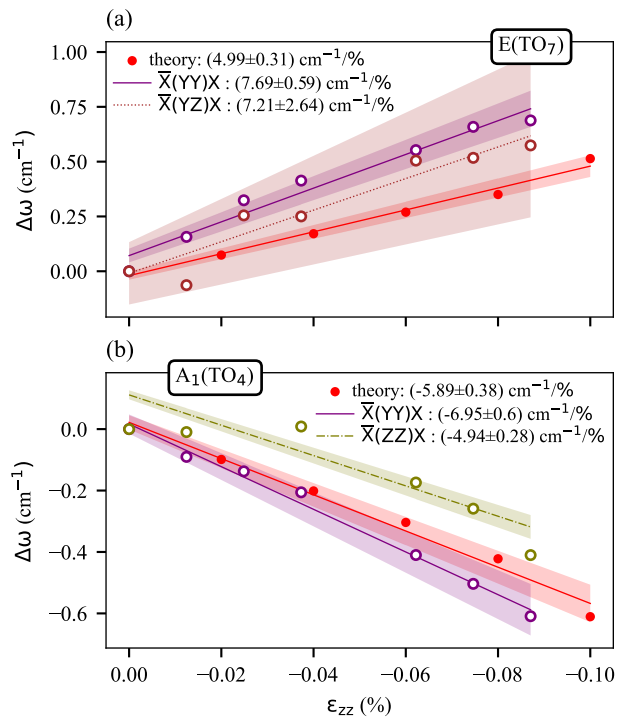 (a)
E(TO₇)
theory: (4.99±0.31) cm⁻¹/%
X̅(YY)X : (7.69±0.59) cm⁻¹/%
X̅(YZ)X : (7.21±2.64) cm⁻¹/%
1.00
0.75
0.50
0.25
0.00
Δω (cm⁻¹)
(b)
A₁(TO₄)
theory: (-5.89±0.38) cm⁻¹/%
X̅(YY)X : (-6.95±0.6) cm⁻¹/%
X̅(ZZ)X : (-4.94±0.28) cm⁻¹/%
0.0
−0.2
−0.4
−0.6
Δω (cm⁻¹)
0.00 −0.02 −0.04 −0.06 −0.08 −0.10
εzz (%)